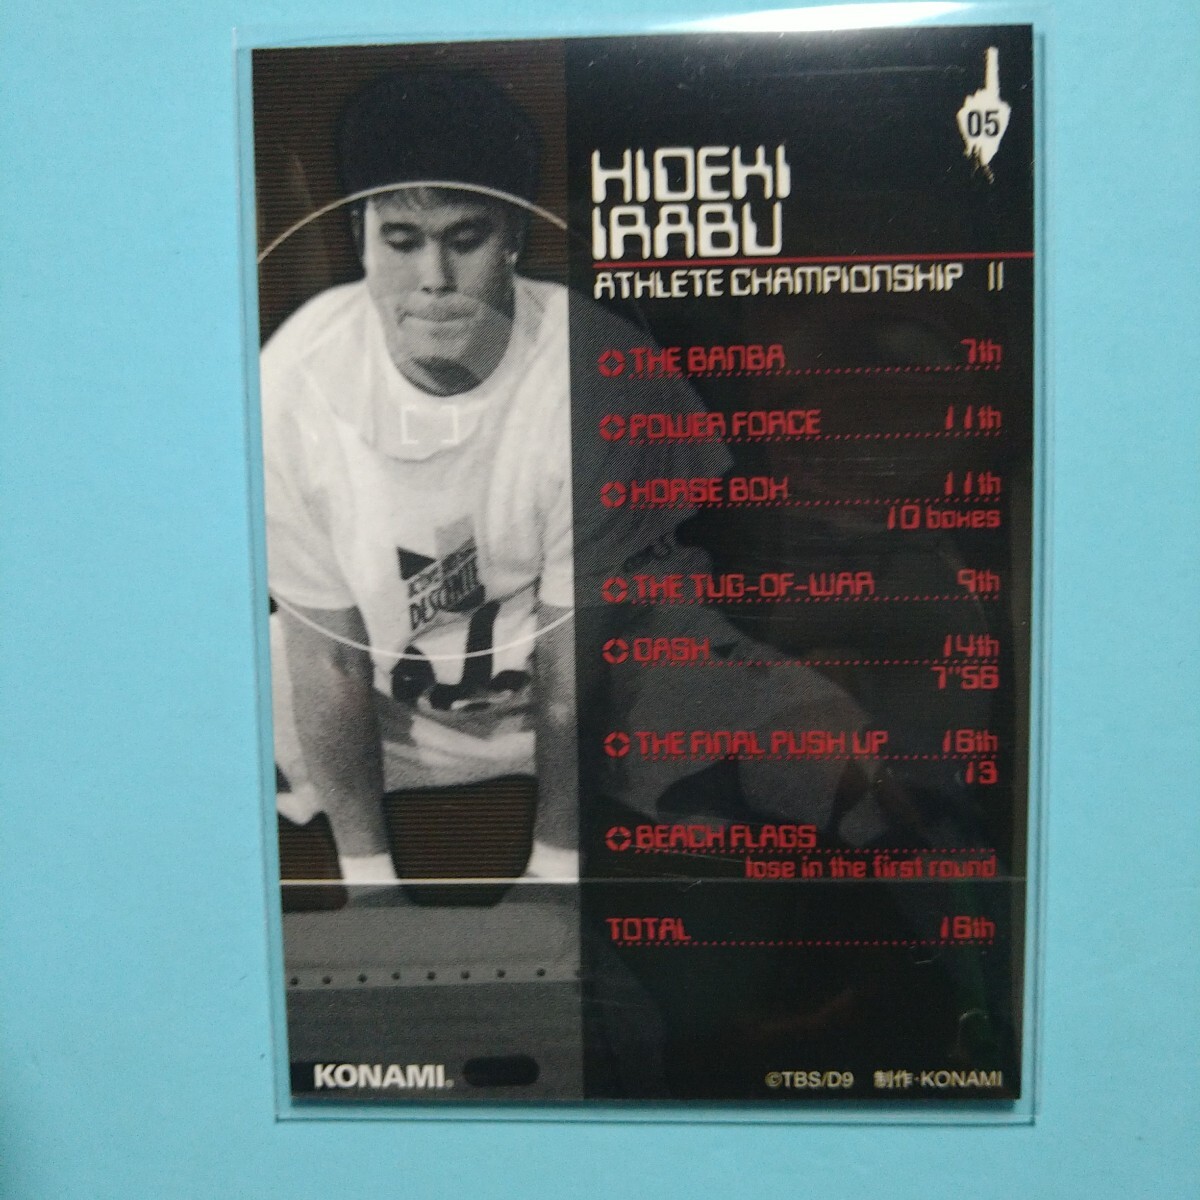 05
HIDEKI
IRABU
ATHLETE CHAMPIONSHIP II
THE BANBA 7th
POWER FORCE 11th
HORSE BOX 11th
10 boxes
THE TUG-OF-WAR 9th
DASH 14th
7"56
THE FINAL PUSH UP 16th
13
BEACH FLAGS
lose in the first round
TOTAL 16th
DESCENTE
KONAMI
©TBS/D9 制作·KONAMI